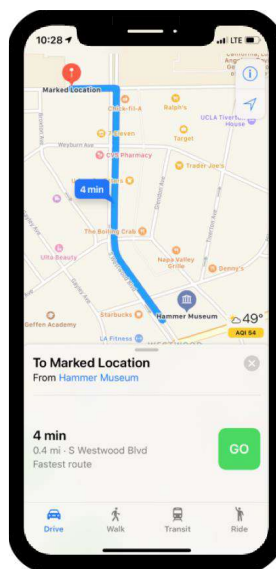 10:28
LTE
Marked Location
Chick-fil-A
Ralph's
UCLA Tivert
House
7-Eleven
Target
Weyburn Ave
CVS Pharmacy
Trader Joe's
4 min
The Boiling Crab
Ulta Beauty
Napa Valley
Grille
Denny's
Geffen Academy
Starbucks
Hammer Museum
49°
AQI 54
LA Fitness
WESTWOOD
To Marked Location
From Hammer Museum
4 min
0.4 mi · S Westwood Blvd
Fastest route
GO
Drive
Walk
Transit
Ride